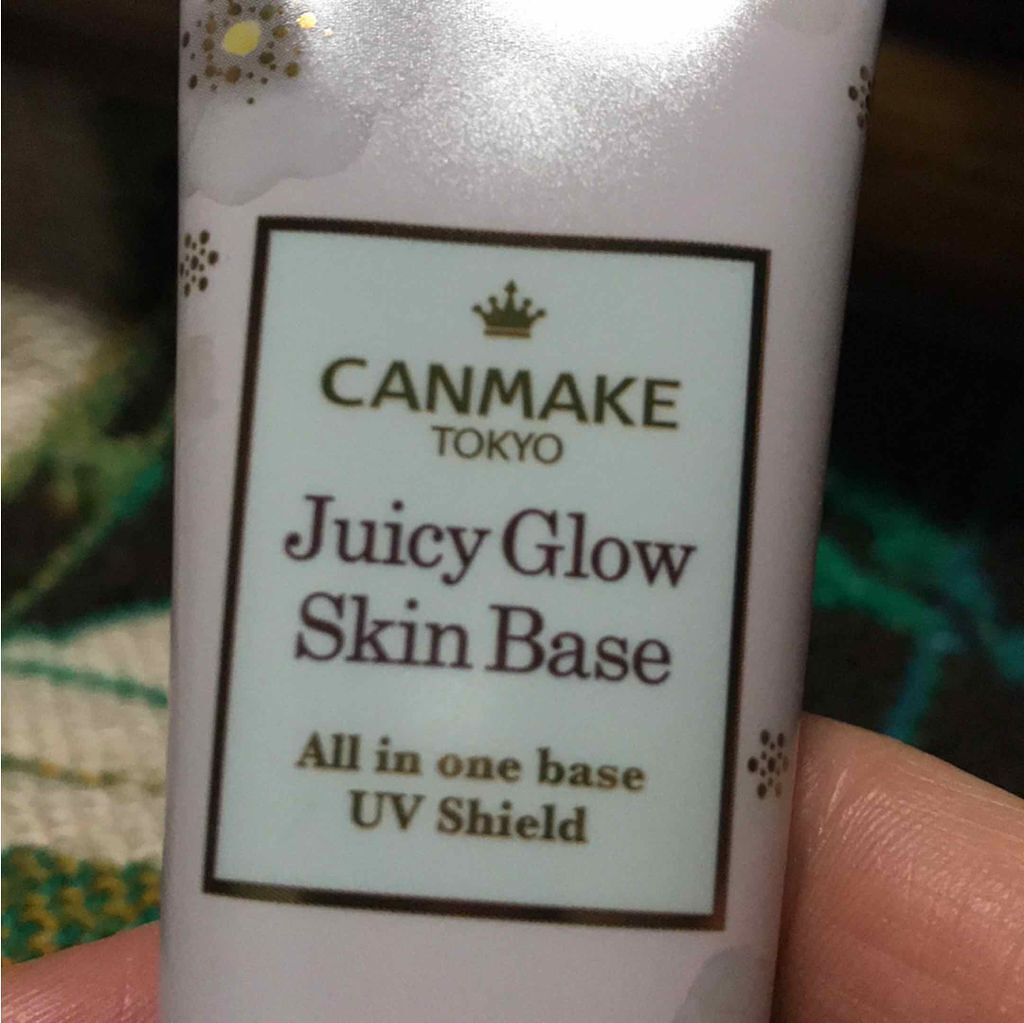 CANMAKE
TOKYO
Juicy Glow
Skin Base
All in one base
UV Shield